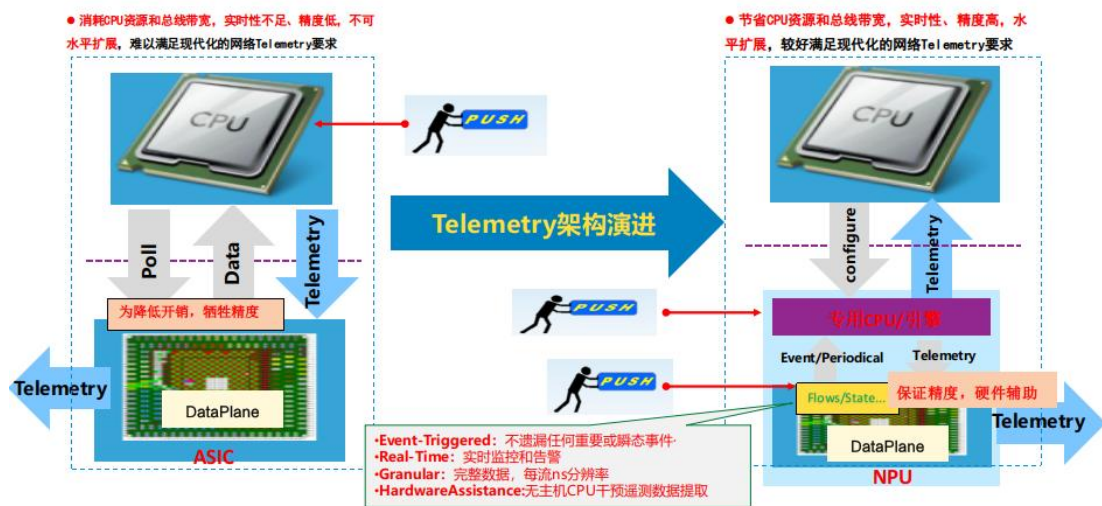 ● 消耗CPU资源和总线带宽，实时性不足、精度低，不可
水平扩展，难以满足现代化的网络Telemetry要求
CPU
PUSH
Poll
Data
Telemetry
为降低开销，牺牲精度
Telemetry
DataPlane
ASIC
Telemetry架构演进
● 节省CPU资源和总线带宽，实时性、精度高，水
平扩展，较好满足现代化的网络Telemetry要求
CPU
configure
Telemetry
PUSH
专用CPU/引擎
Event/Periodical
Telemetry
PUSH
Flows/State...
保证精度，硬件辅助
Telemetry
DataPlane
NPU
•Event-Triggered：不遗漏任何重要或瞬态事件·
•Real-Time：实时监控和告警
•Granular：完整数据，每流ns分辨率
•HardwareAssistance:无主机CPU干预遥测数据提取